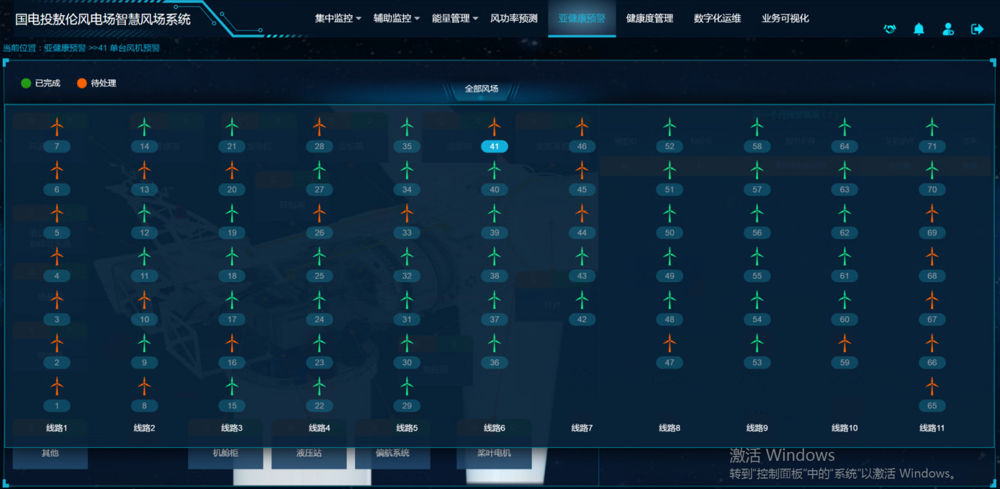 国电投敖伦风电场智慧风场系统
集中监控 辅助监控 能量管理 风功率预测 亚健康预警 健康度管理 数字化运维 业务可视化
当前位置：亚健康预警 >>41 单台风机预警
已完成 待处理
全部风场
7 14 21 28 35 41 46 52 58 64 71
6 13 20 27 34 40 45 51 57 63 70
5 12 19 26 33 39 44 50 56 62 69
4 11 18 25 32 38 43 49 55 61 68
3 10 17 24 31 37 42 48 54 60 67
2 9 16 23 30 36 47 53 59 66
1 8 15 22 29 65
线路1 线路2 线路3 线路4 线路5 线路6 线路7 线路8 线路9 线路10 线路11
其他 机舱柜 液压站 偏航系统 桨叶电机
激活 Windows
转到"控制面板"中的"系统"以激活 Windows。